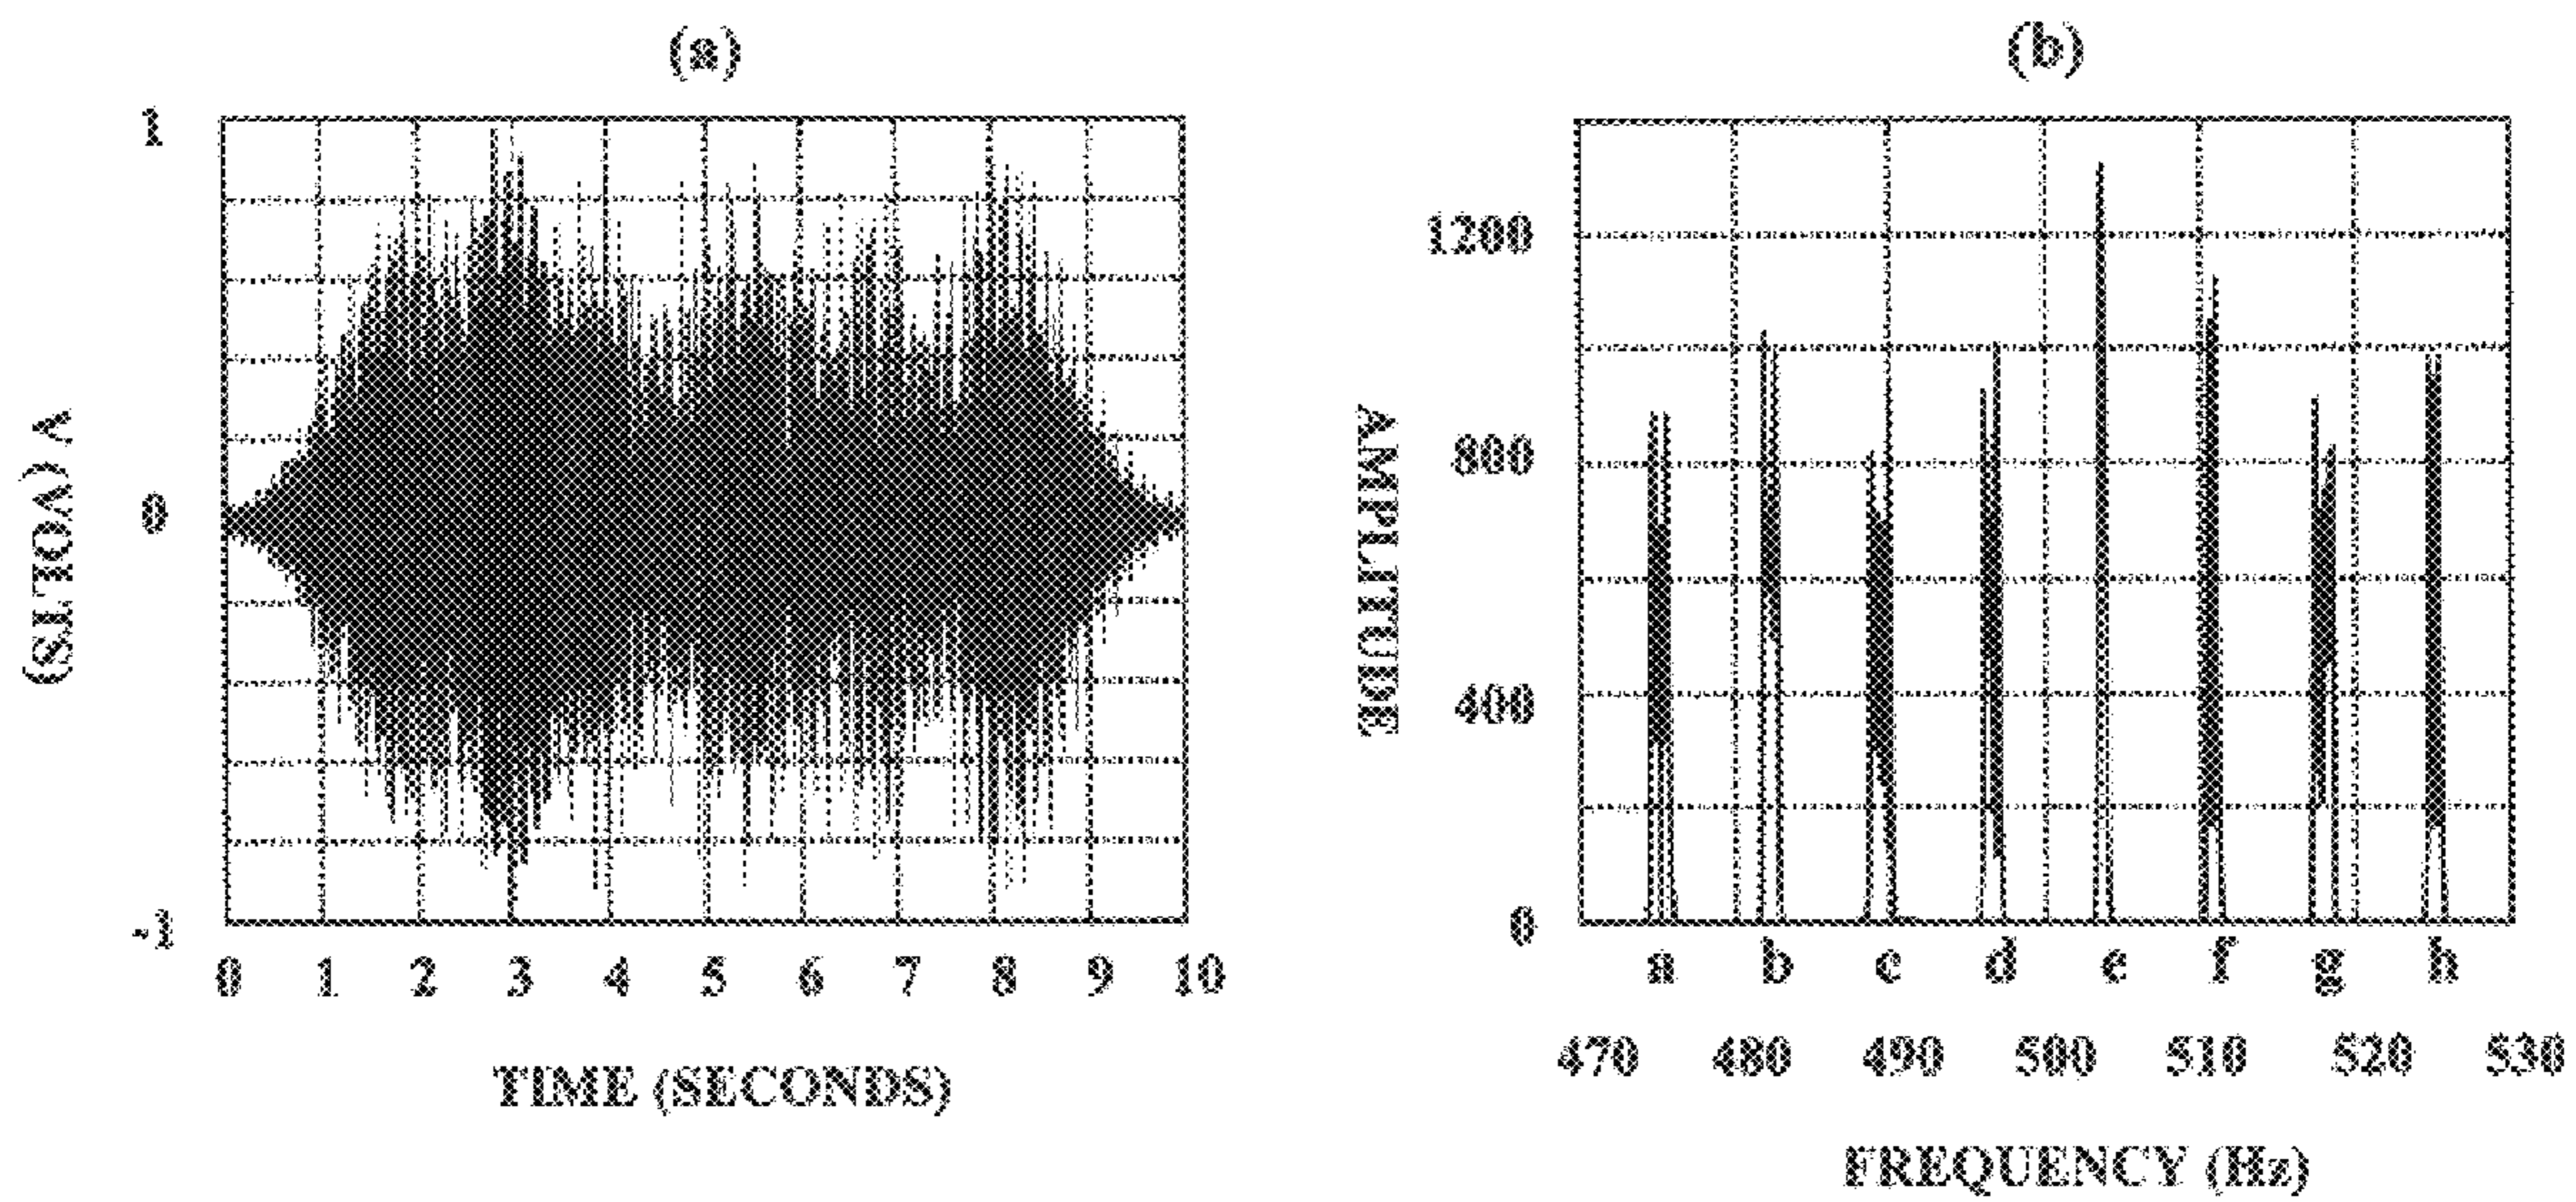 (a)
1
0
-1
V (VOLTS)
0 1 2 3 4 5 6 7 8 9 10
TIME (SECONDS)
(b)
1200
800
400
0
AMPLITUDE
a b c d e f g h
470 480 490 500 510 520 530
FREQUENCY (Hz)